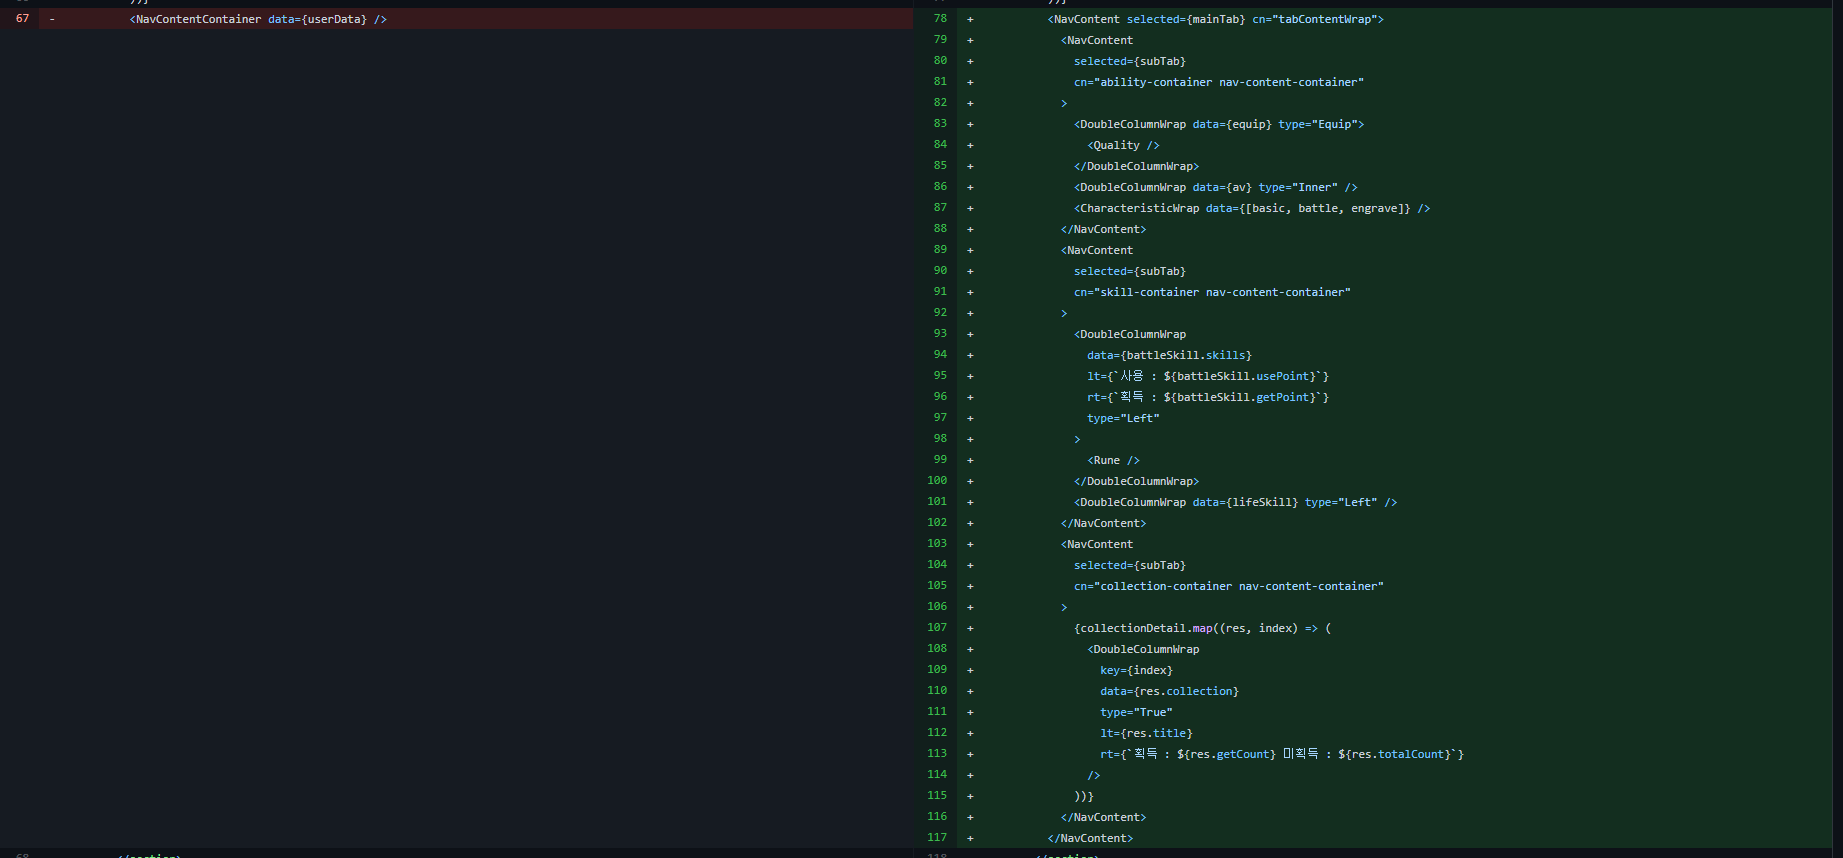 67 - <NavContentContainer data={userData} />
78 + <NavContent selected={mainTab} cn="tabContentWrap">
79 + <NavContent
80 + selected={subTab}
81 + cn="ability-container nav-content-container"
82 + >
83 + <DoubleColumnWrap data={equip} type="Equip">
84 + <Quality />
85 + </DoubleColumnWrap>
86 + <DoubleColumnWrap data={av} type="Inner" />
87 + <CharacteristicWrap data={[basic, battle, engrave]} />
88 + </NavContent>
89 + <NavContent
90 + selected={subTab}
91 + cn="skill-container nav-content-container"
92 + >
93 + <DoubleColumnWrap
94 + data={battleSkill.skills}
95 + lt={`사용 : ${battleSkill.usePoint}`}
96 + rt={`획득 : ${battleSkill.getPoint}`}
97 + type="Left"
98 + >
99 + <Rune />
100 + </DoubleColumnWrap>
101 + <DoubleColumnWrap data={lifeSkill} type="Left" />
102 + </NavContent>
103 + <NavContent
104 + selected={subTab}
105 + cn="collection-container nav-content-container"
106 + >
107 + {collectionDetail.map((res, index) => (
108 + <DoubleColumnWrap
109 + key={index}
110 + data={res.collection}
111 + type="True"
112 + lt={res.title}
113 + rt={`획득 : ${res.getCount} 미획득 : ${res.totalCount}`}
114 + />
115 + ))}
116 + </NavContent>
117 + </NavContent>